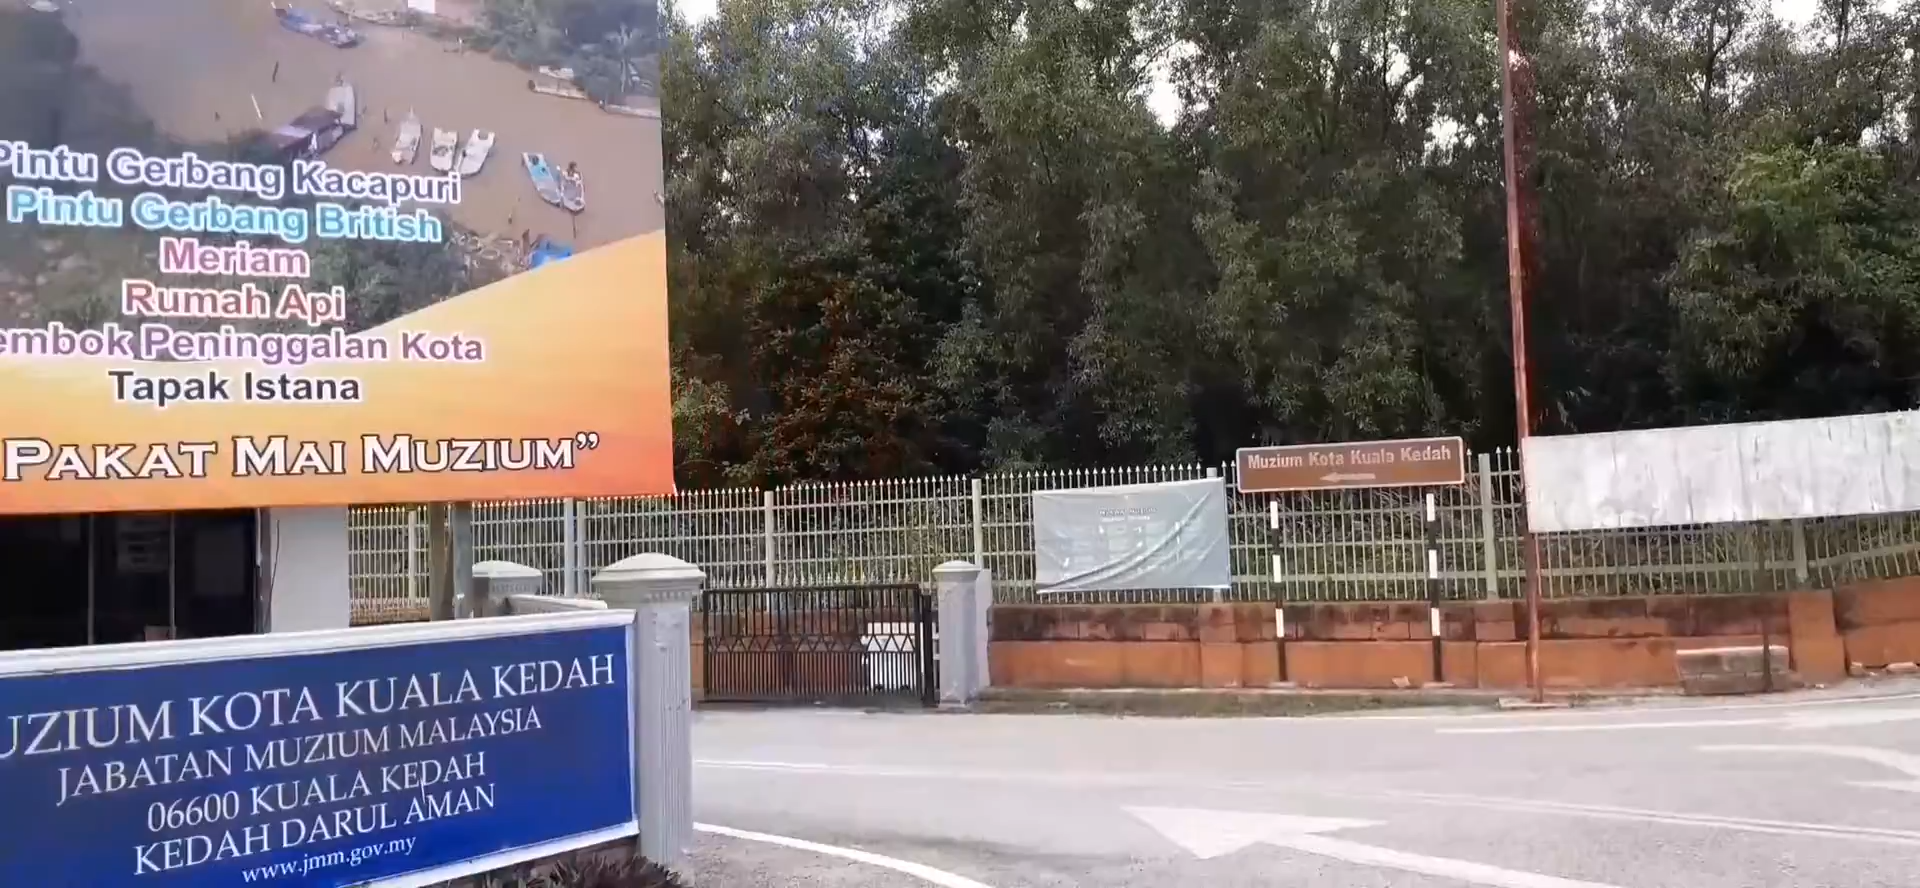 Pintu Gerbang Kacapuri
Pintu Gerbang British
Meriam
Rumah Api
embok Peninggalan Kota
Tapak Istana
PAKAT MAI MUZIUM”
Muzium Kota Kuala Kedah
UZIUM KOTA KUALA KEDAH
JABATAN MUZIUM MALAYSIA
06600 KUALA KEDAH
KEDAH DARUL AMAN
www.jmm.gov.my